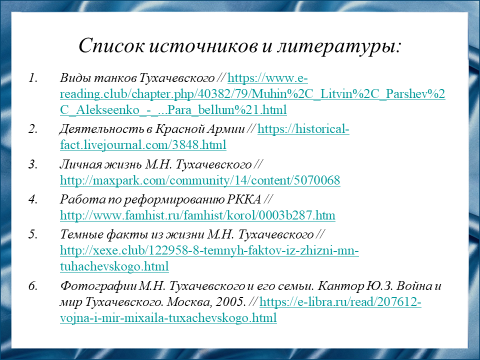 Список источников и литературы:
1. Виды танков Тухачевского // https://www.e-
reading.club/chapter.php/40382/79/Muhin%2C_Litvin%2C_Parshev%2
C_Alekseenko_-_...Para_bellum%21.html
2. Деятельность в Красной Армии // https://historical-
fact.livejournal.com/3848.html
3. Личная жизнь М.Н. Тухачевского //
http://maxpark.com/community/14/content/5070068
4. Работа по реформированию РККА //
http://www.famhist.ru/famhist/korol/0003b287.htm
5. Темные факты из жизни М.Н. Тухачевского //
http://xexe.club/122958-8-temnyh-faktov-iz-zhizni-mn-
tuhachevskogo.html
6. Фотографии М.Н. Тухачевского и его семьи. Кантор Ю.З. Война и
мир Тухачевского. Москва, 2005. // https://e-libra.ru/read/207612-
vojna-i-mir-mixaila-tuxachevskogo.html